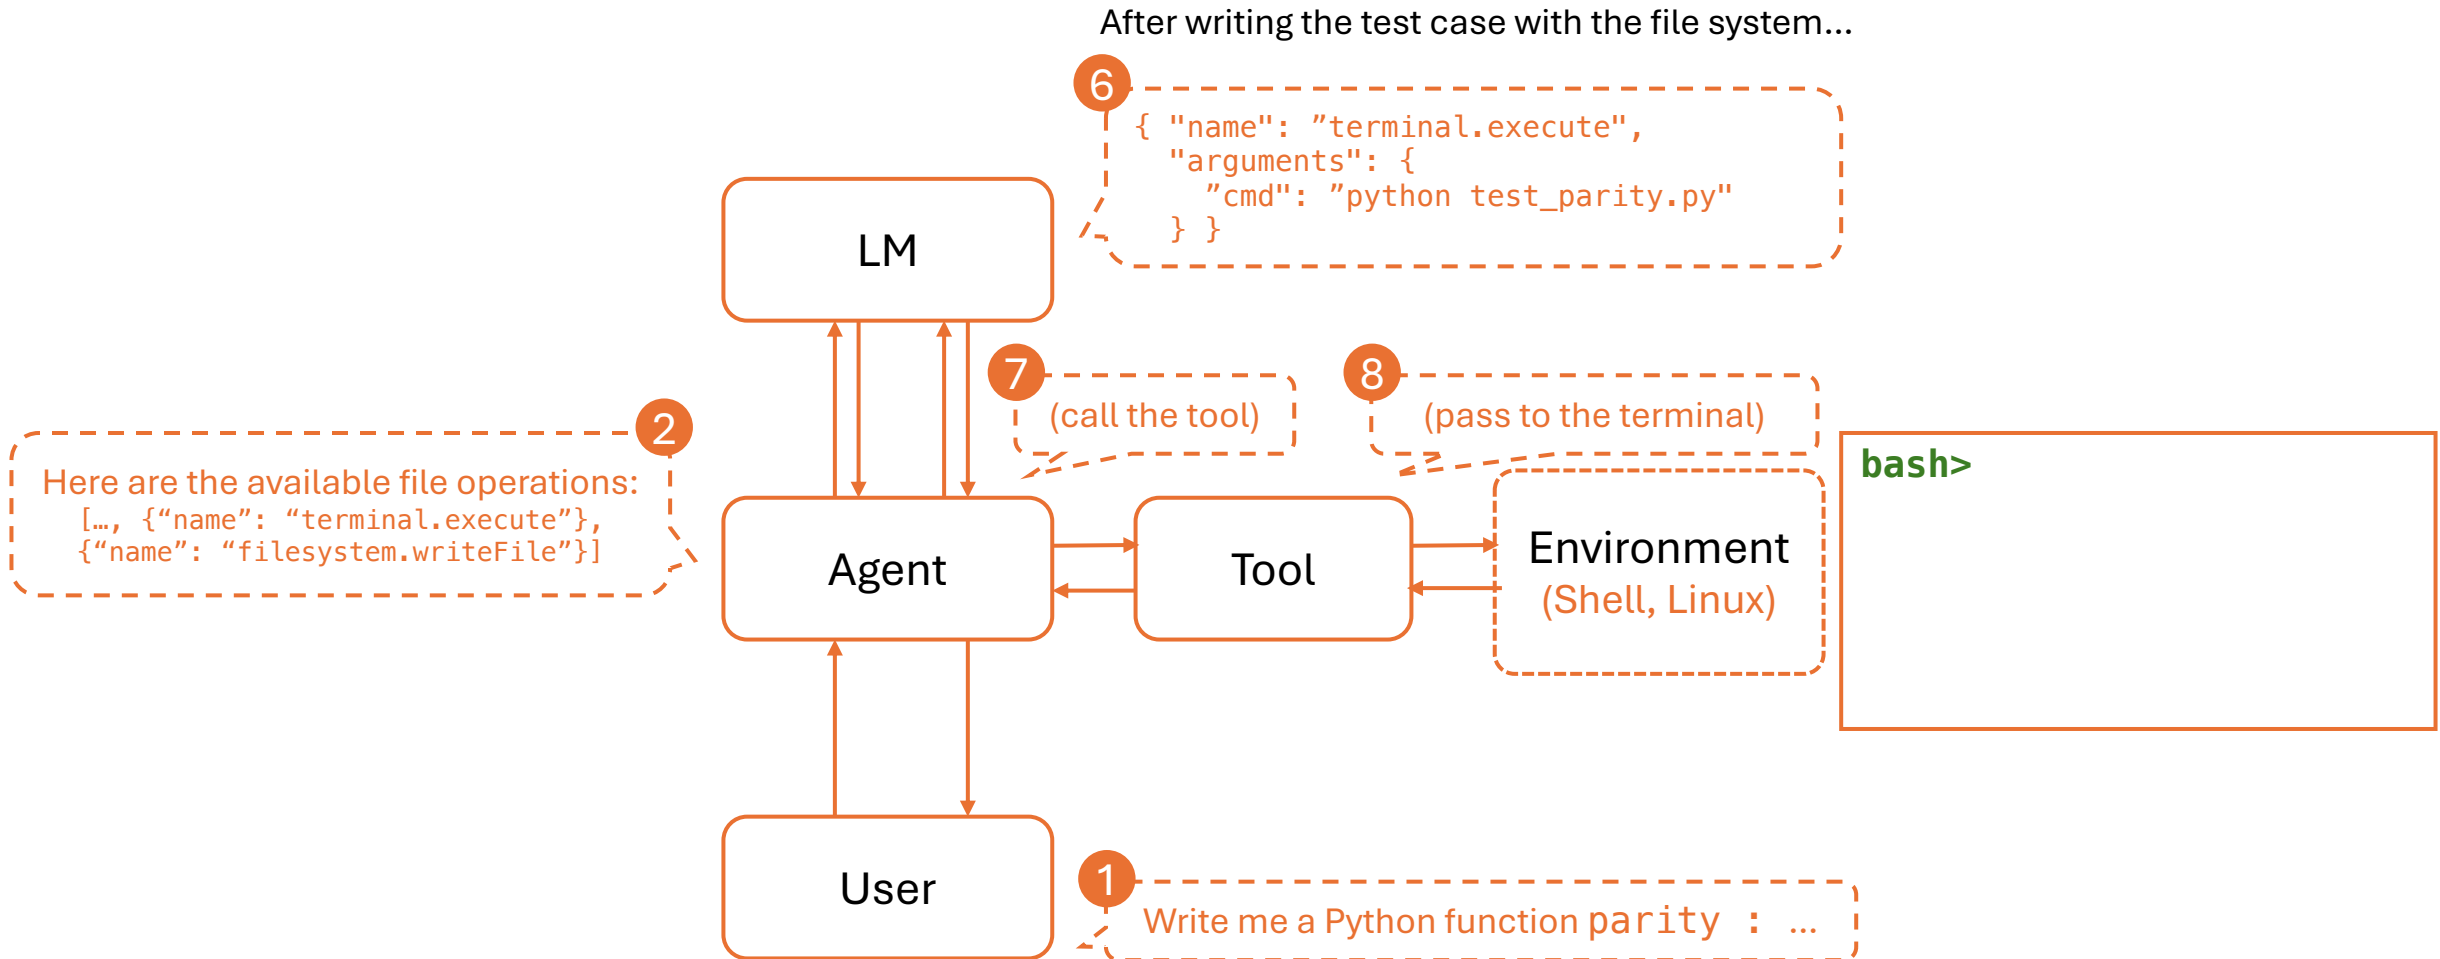 After writing the test case with the file system...
6
{ "name": ”terminal.execute",
"arguments": {
”cmd": ”python test_parity.py"
} }
LM
7
(call the tool)
8
(pass to the terminal)
2
Here are the available file operations:
[…, {“name”: “terminal.execute”},
{“name”: “filesystem.writeFile”}]
bash>
Agent
Tool
Environment
(Shell, Linux)
User
1
Write me a Python function parity : …